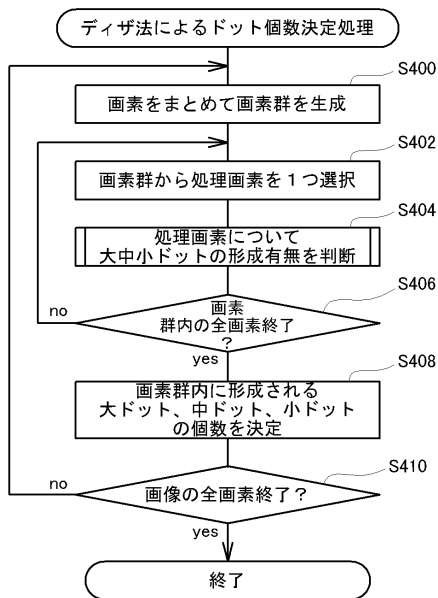 ディザ法によるドット個数決定処理
S400
画素をまとめて画素群を生成
S402
画素群から処理画素を１つ選択
S404
処理画素について
大中小ドットの形成有無を判断
S406
画素
群内の全画素終了
？
no
yes
S408
画素群内に形成される
大ドット、中ドット、小ドット
の個数を決定
S410
画像の全画素終了？
no
yes
終了